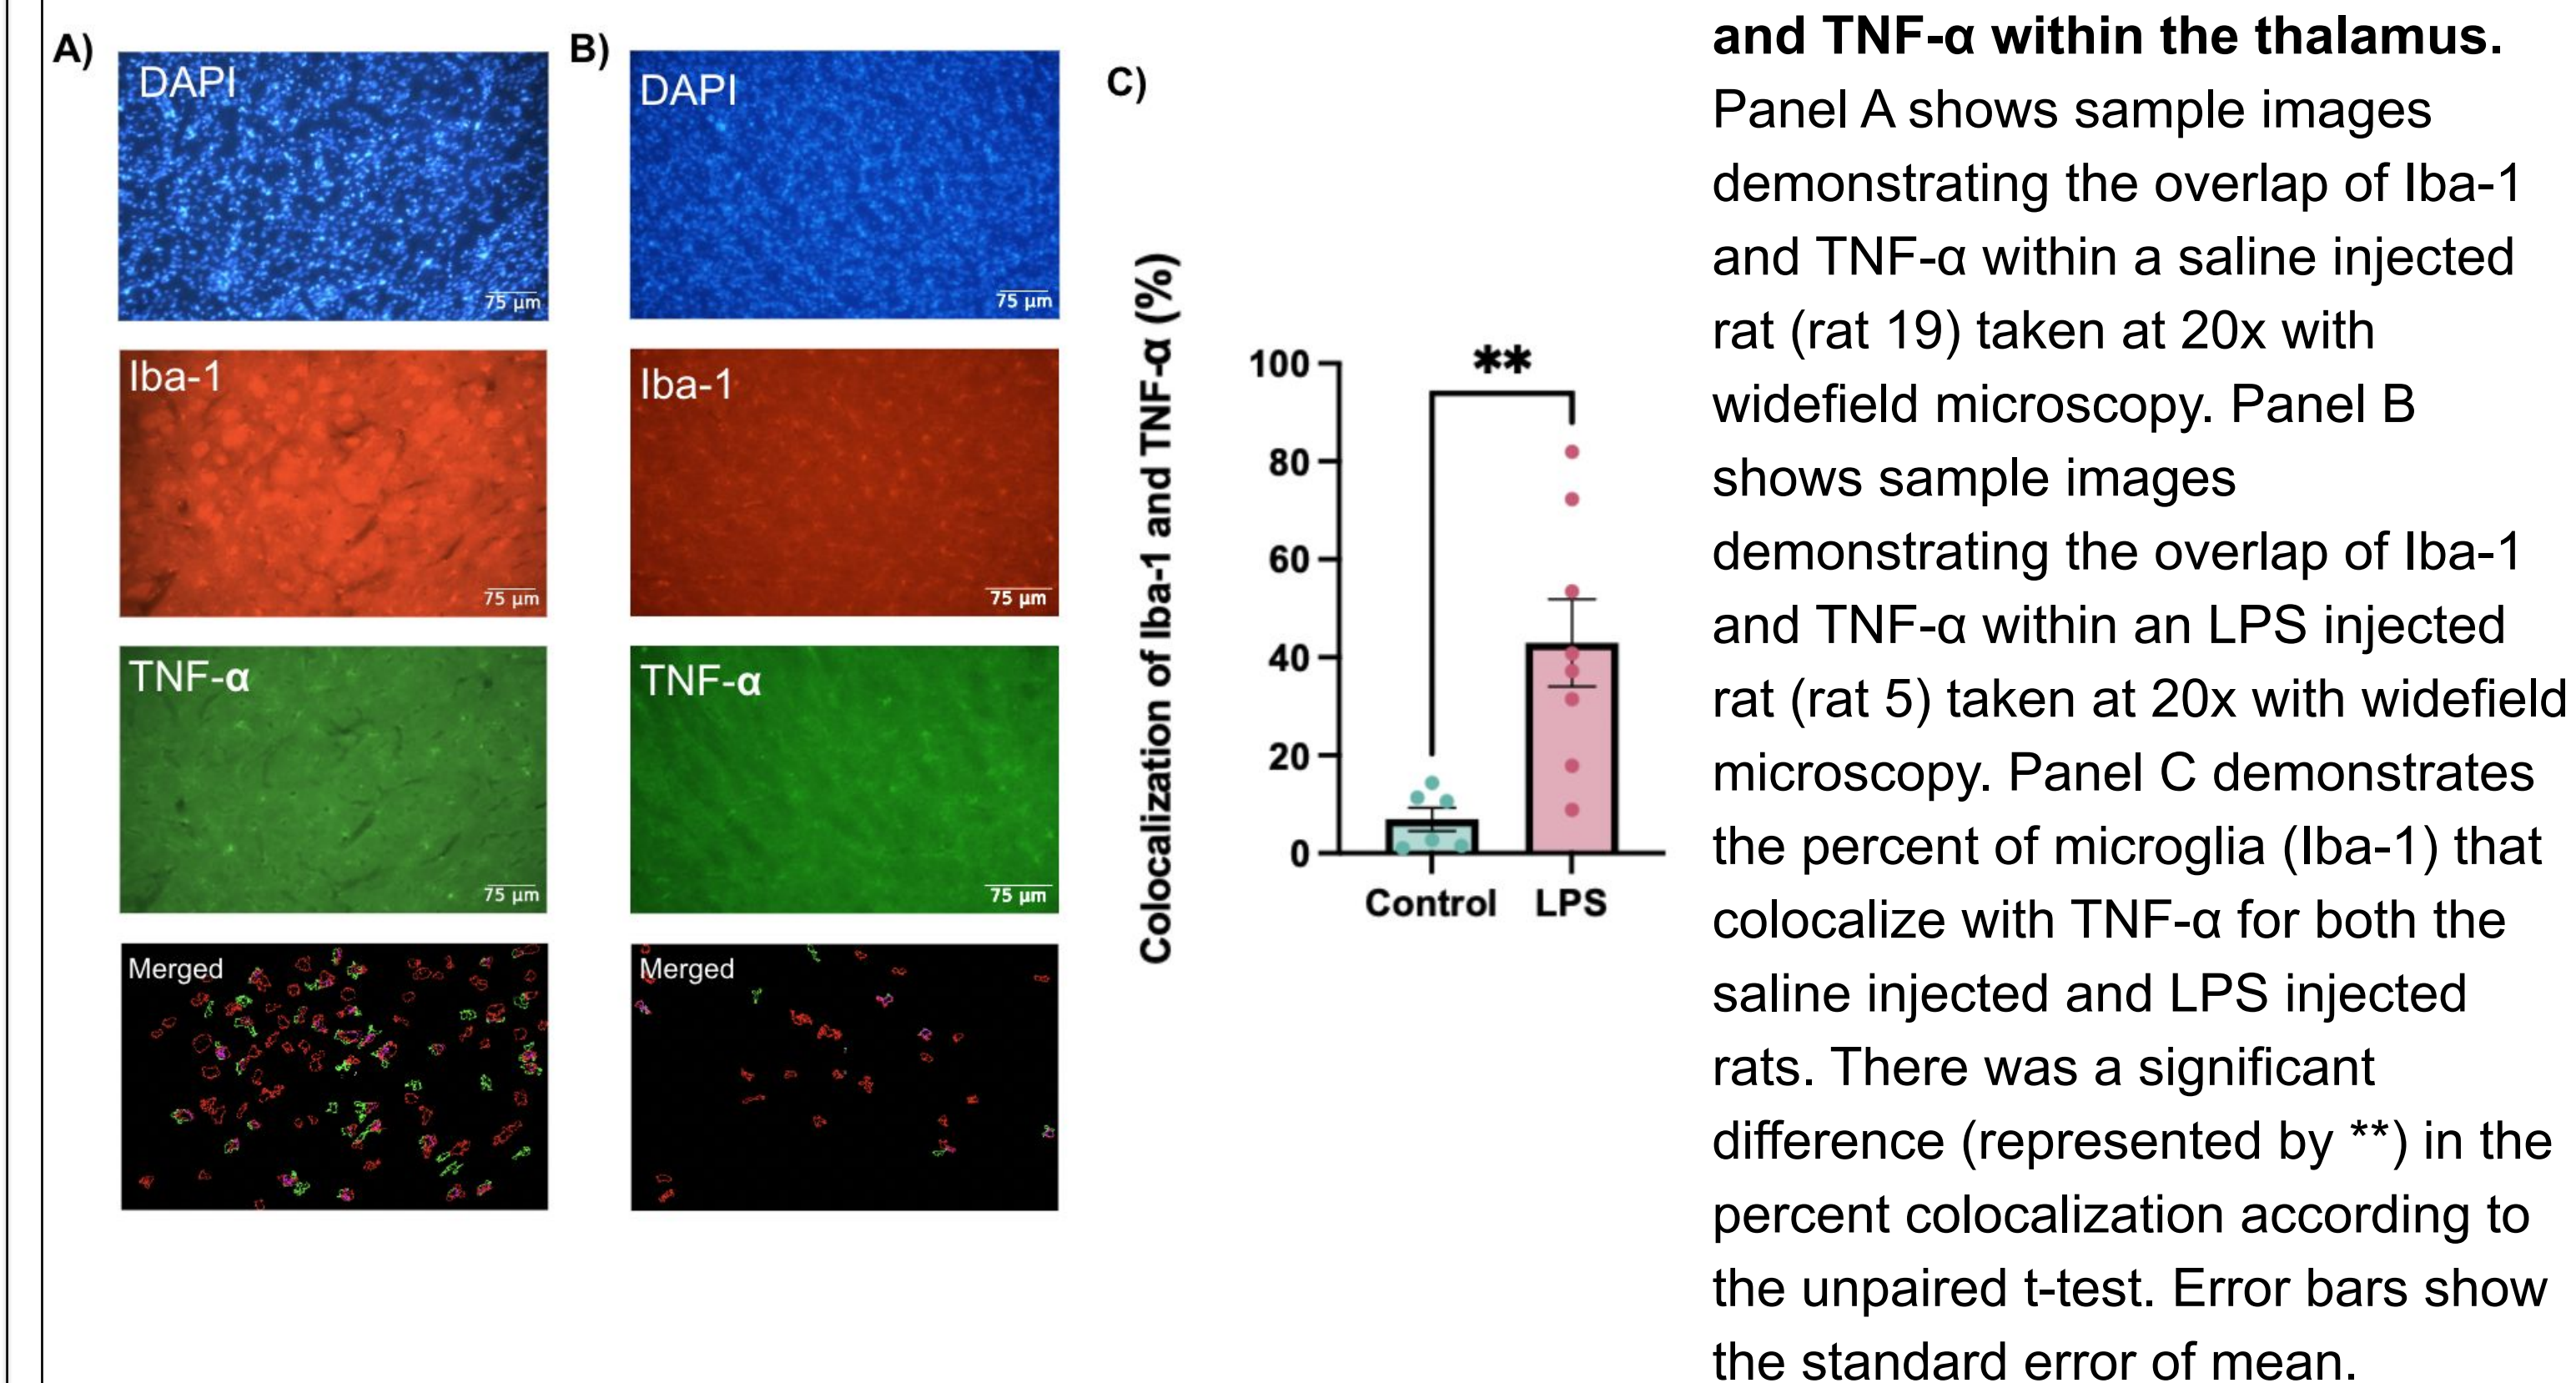 A)
DAPI
75 μm
Iba-1
75 μm
TNF-α
75 μm
Merged
B)
DAPI
75 μm
Iba-1
75 μm
TNF-α
75 μm
Merged
C)
Colocalization of Iba-1 and TNF-α (%)
100
80
60
40
20
0
**
Control
LPS
and TNF-α within the thalamus.
Panel A shows sample images
demonstrating the overlap of Iba-1
and TNF-α within a saline injected
rat (rat 19) taken at 20x with
widefield microscopy. Panel B
shows sample images
demonstrating the overlap of Iba-1
and TNF-α within an LPS injected
rat (rat 5) taken at 20x with widefield
microscopy. Panel C demonstrates
the percent of microglia (Iba-1) that
colocalize with TNF-α for both the
saline injected and LPS injected
rats. There was a significant
difference (represented by **) in the
percent colocalization according to
the unpaired t-test. Error bars show
the standard error of mean.